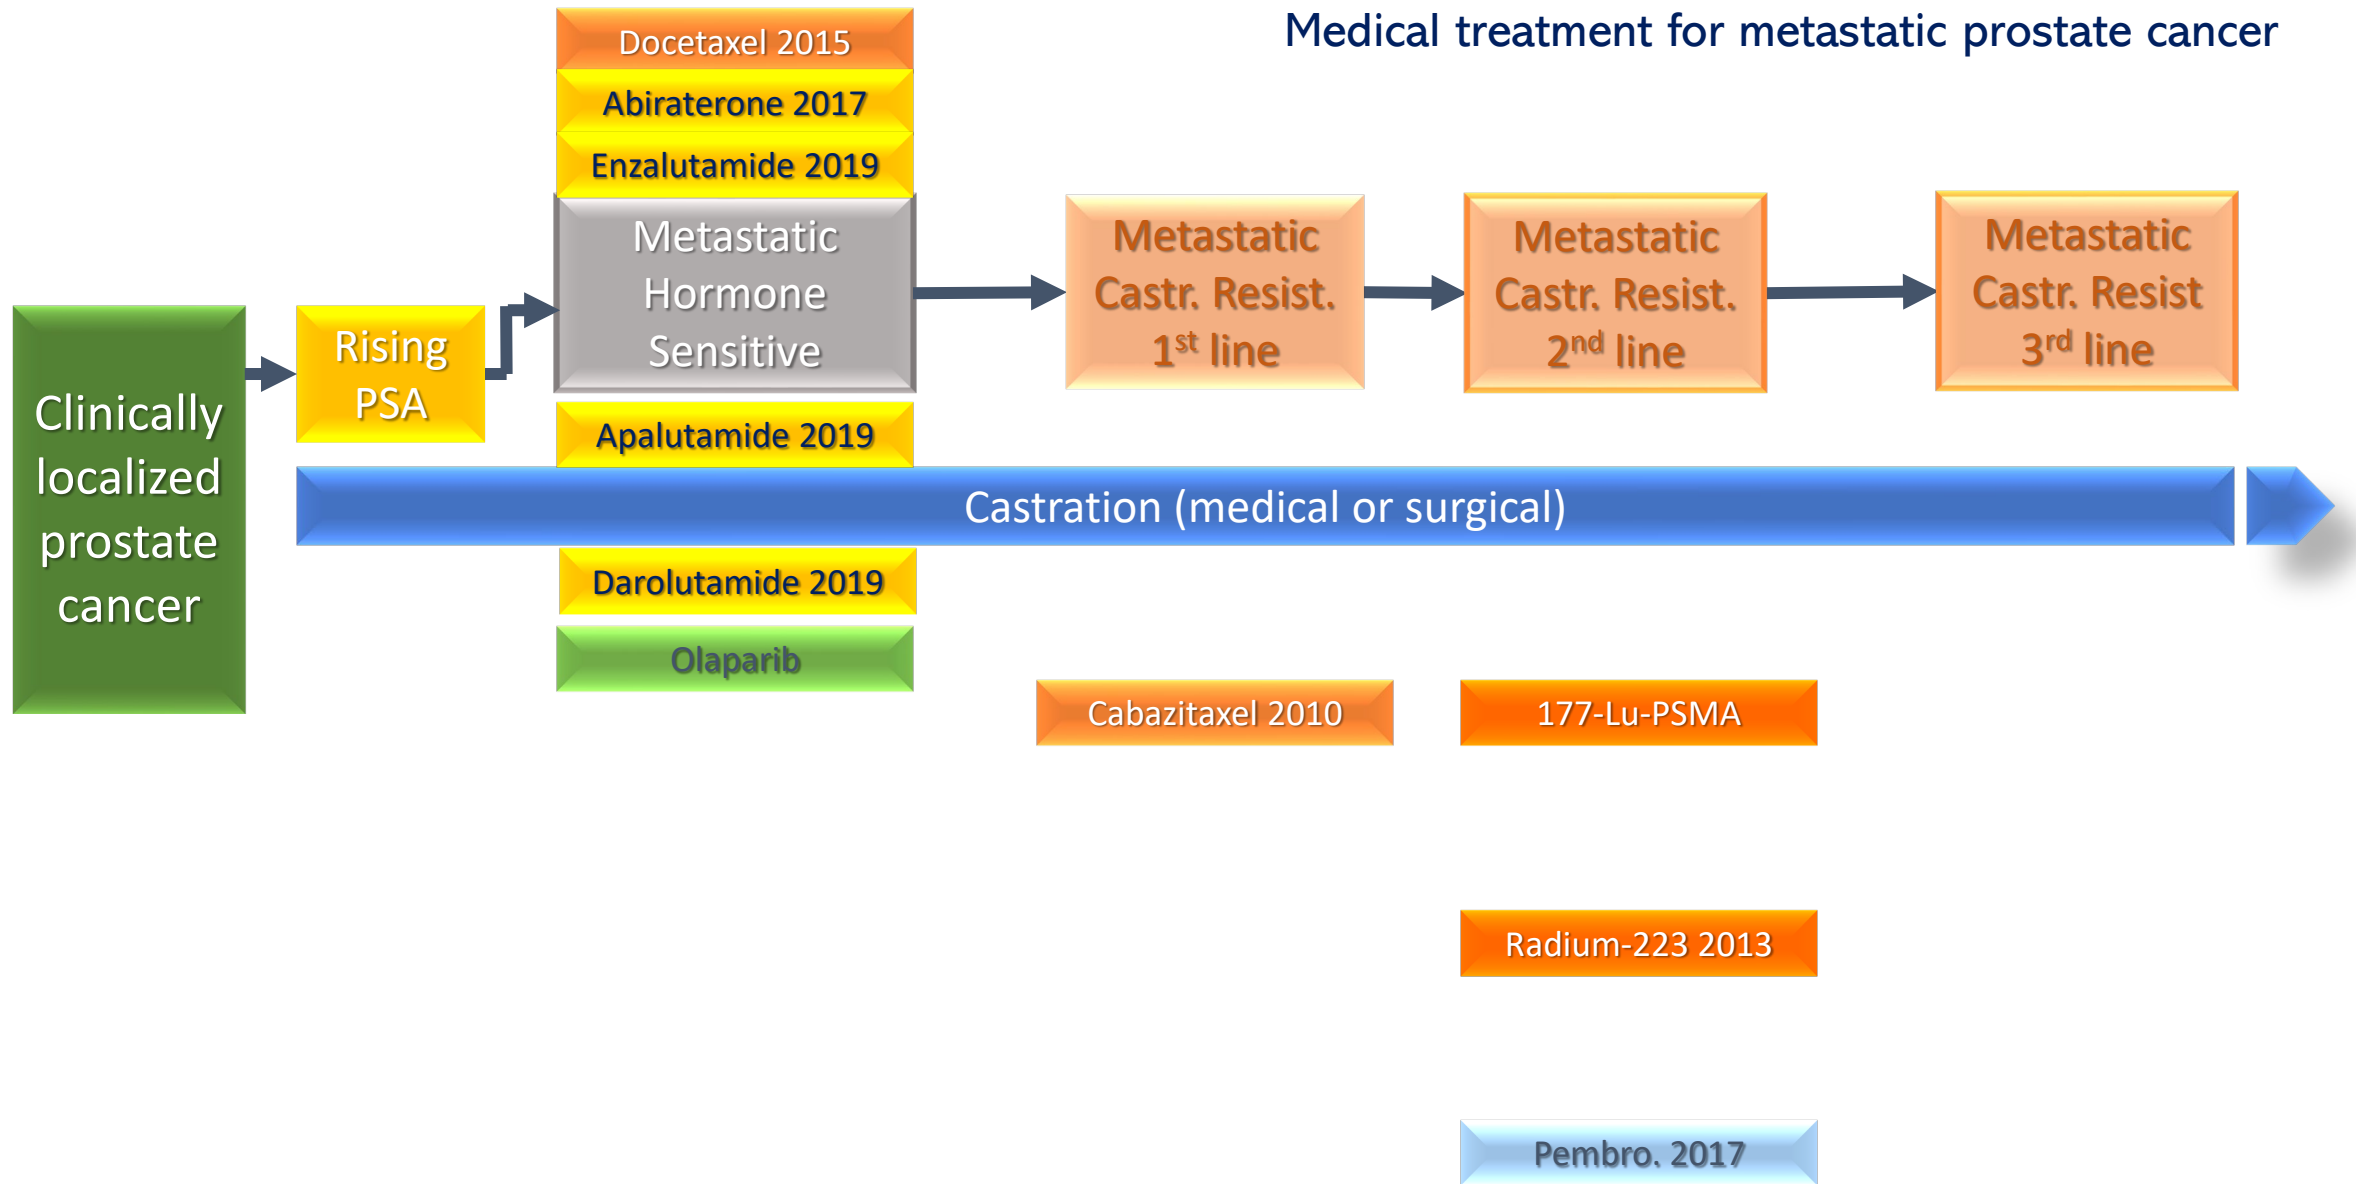 Medical treatment for metastatic prostate cancer
Docetaxel 2015
Abiraterone 2017
Enzalutamide 2019
Metastatic
Hormone
Sensitive
Metastatic
Castr. Resist.
1st line
Metastatic
Castr. Resist.
2nd line
Metastatic
Castr. Resist
3rd line
Rising
PSA
Clinically
localized
prostate
cancer
Apalutamide 2019
Castration (medical or surgical)
Darolutamide 2019
Olaparib
Cabazitaxel 2010
177-Lu-PSMA
Radium-223 2013
Pembro. 2017